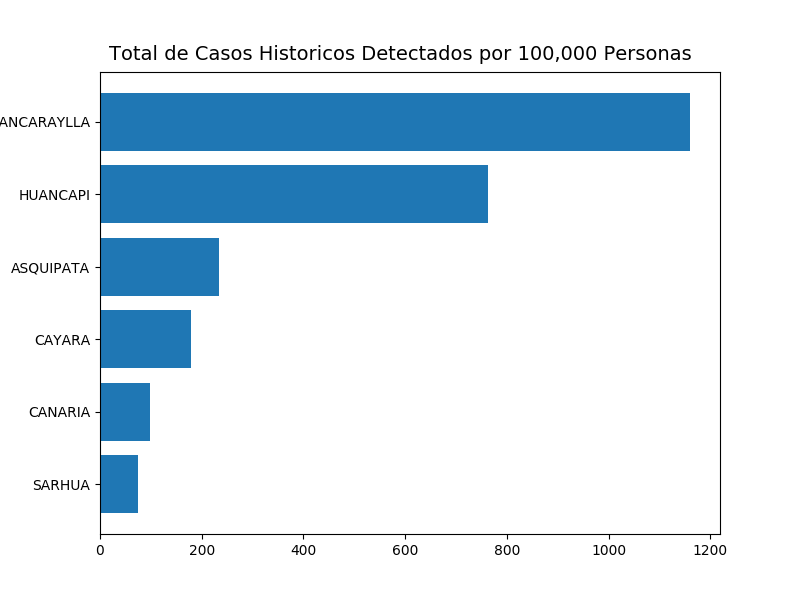 Total de Casos Historicos Detectados por 100,000 Personas
ANCARAYLLA
HUANCAPI
ASQUIPATA
CAYARA
CANARIA
SARHUA
0 200 400 600 800 1000 1200